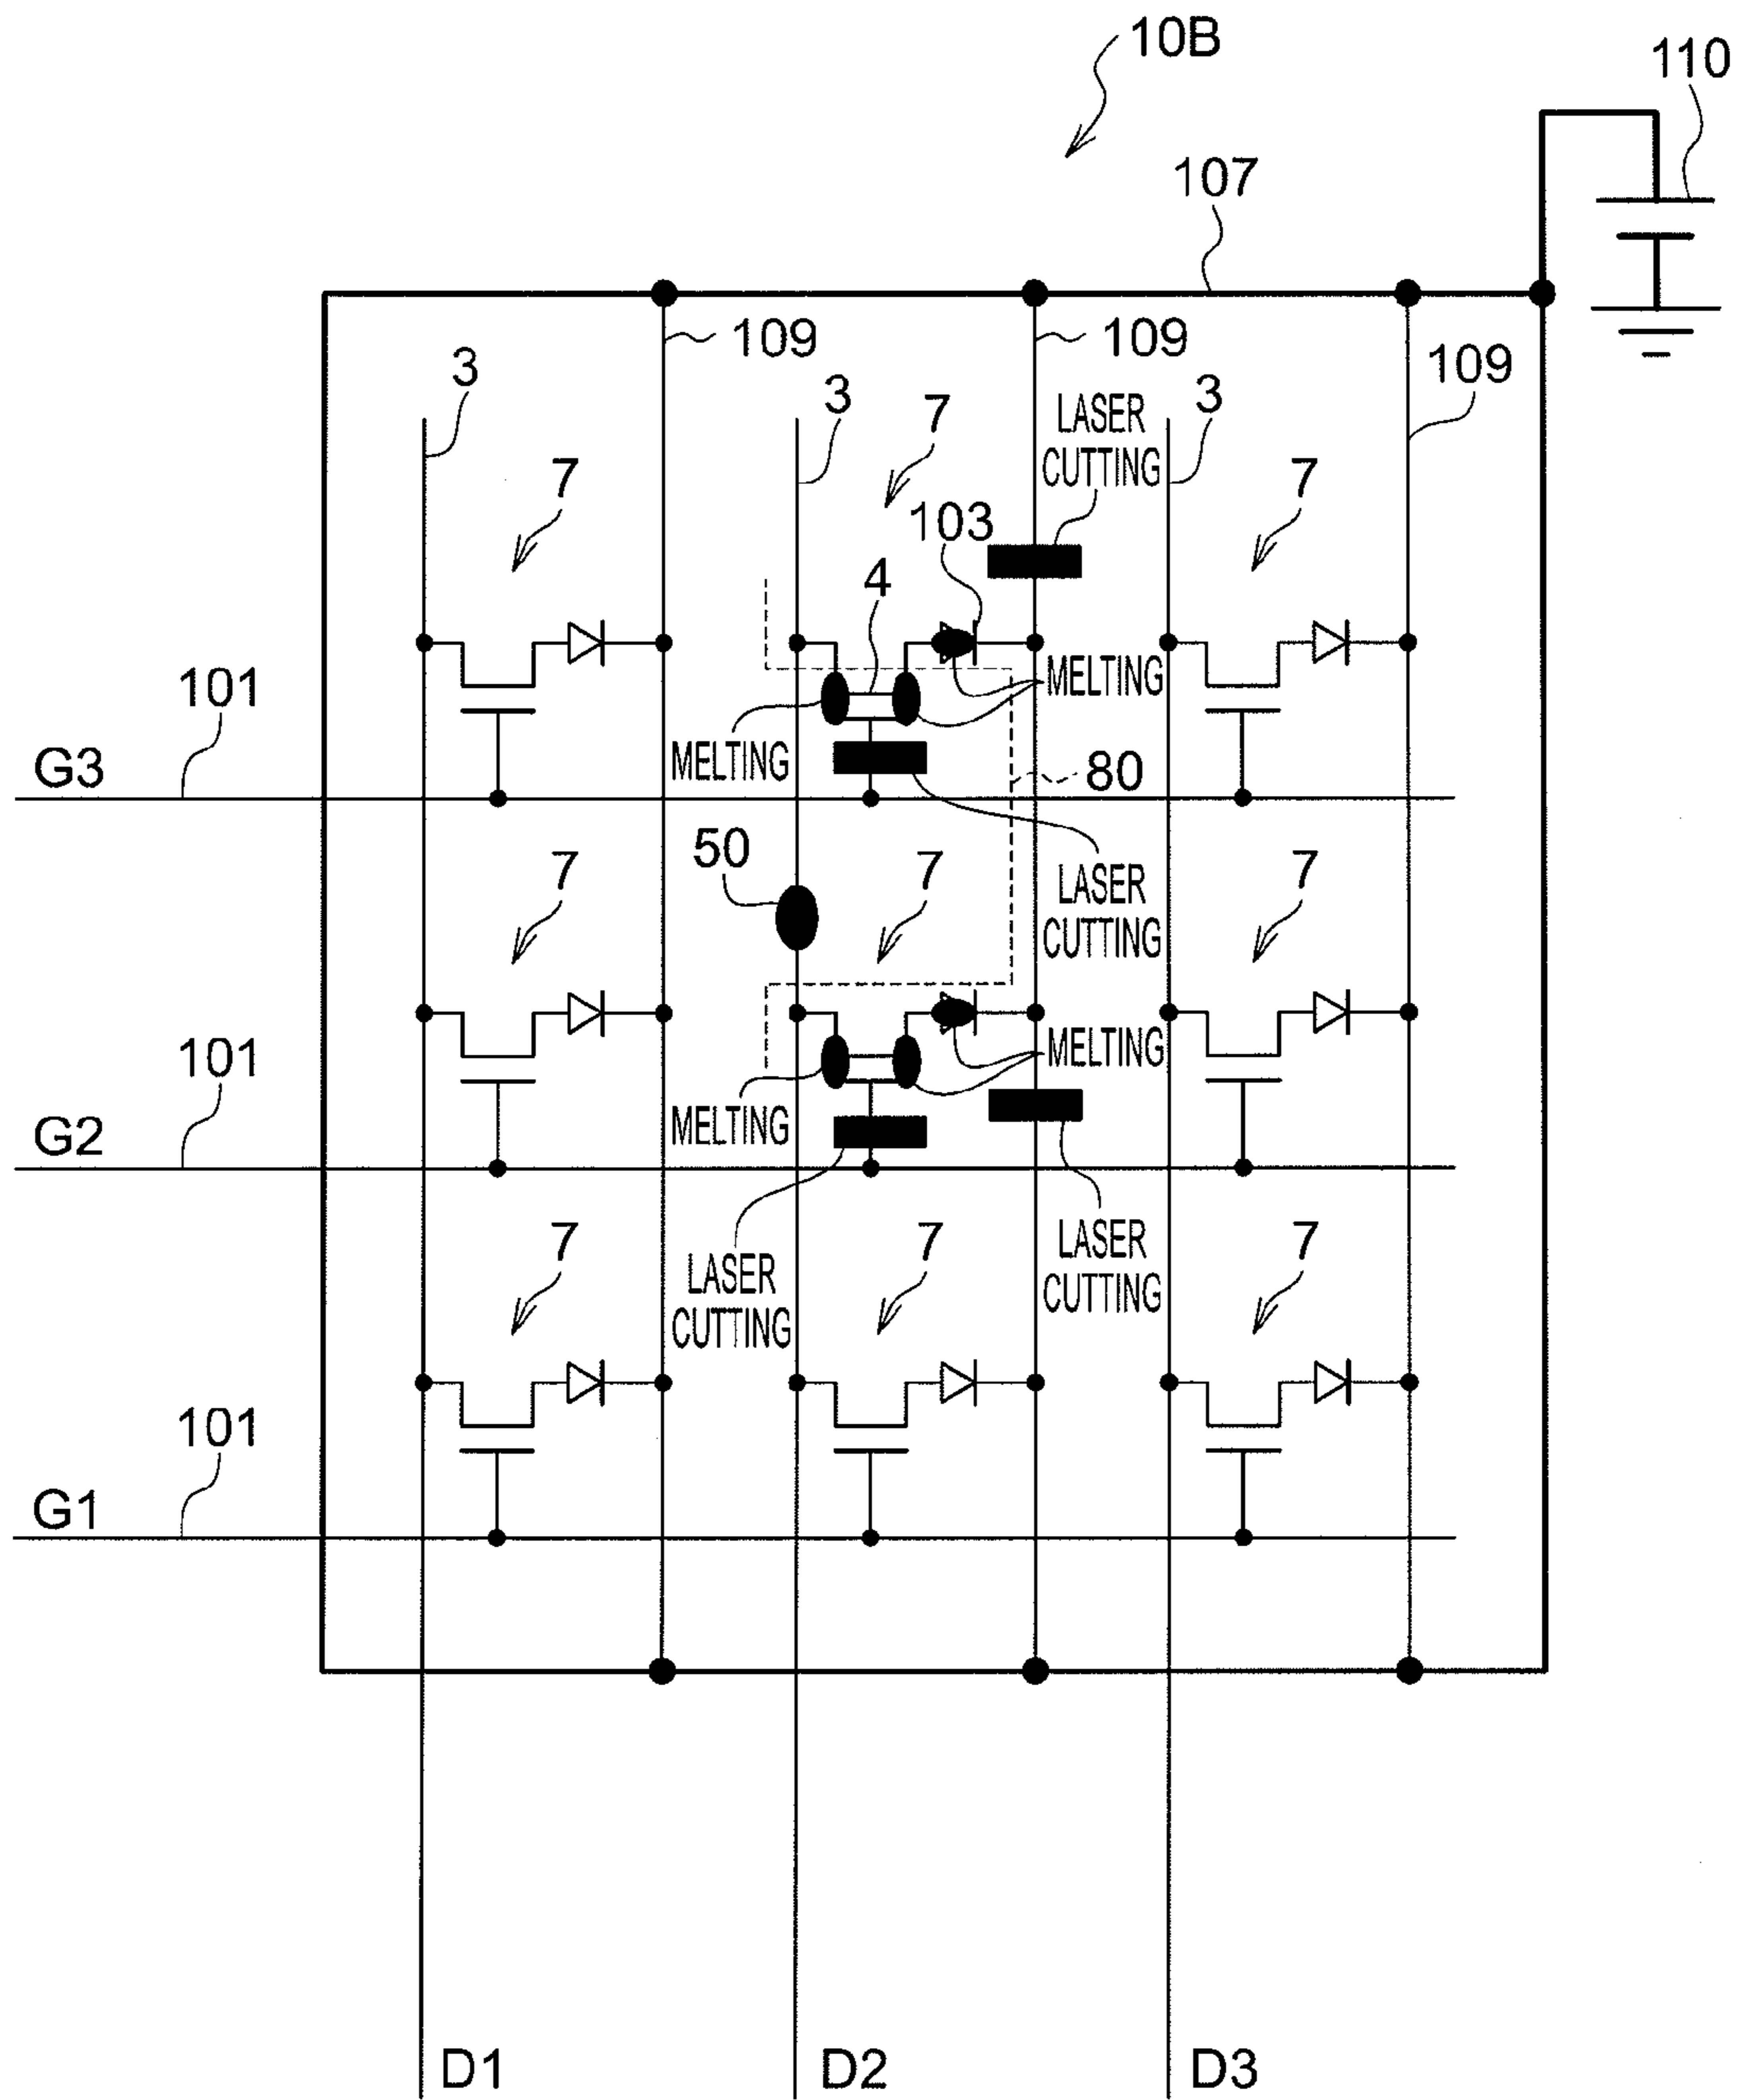 10B
110
107
109
109
109
3
3
3
7
LASER
CUTTING
7
7
103
4
MELTING
101
G3
MELTING
80
50
7
7
7
LASER
CUTTING
101
MELTING
G2
MELTING
7
7
7
LASER
CUTTING
LASER
CUTTING
101
G1
D1
D2
D3